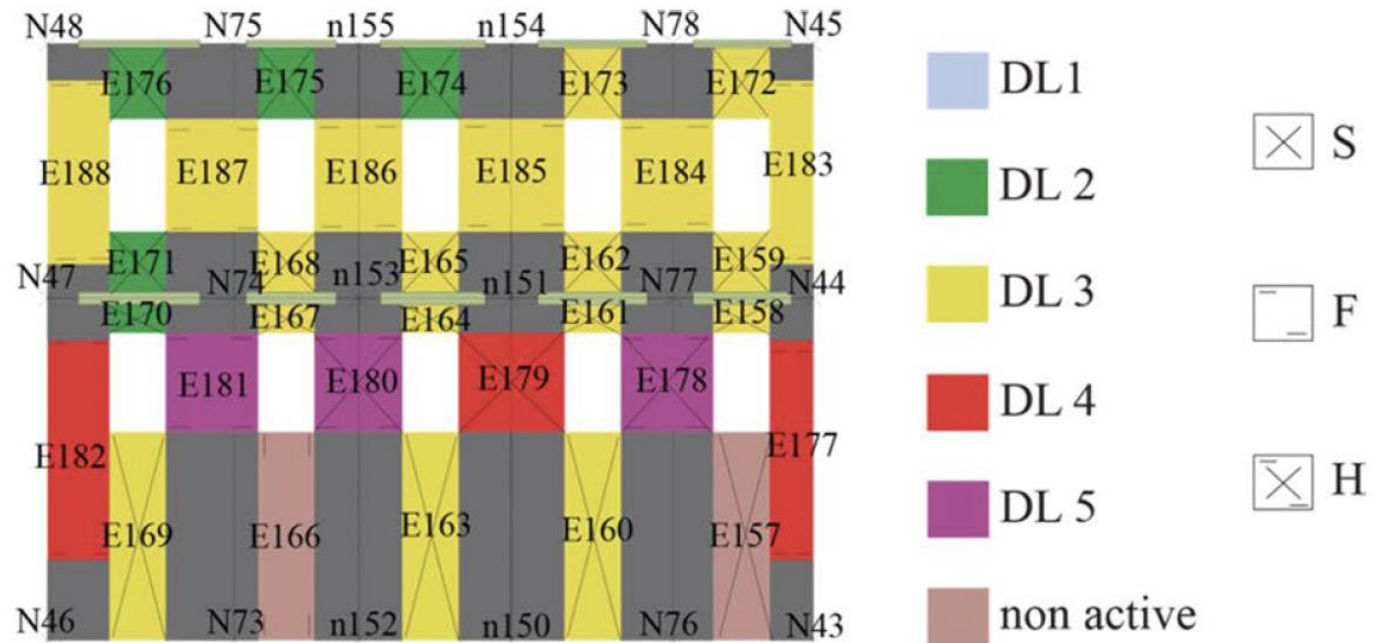 N48 N75 n155 n154 N78 N45
E176 E175 E174 E173 E172
E188 E187 E186 E185 E184 E183
E171 E168 E165 E162 E159
N47 N74 n153 n151 N77 N44
E170 E167 E164 E161 E158
E181 E180 E179 E178
E182 E177
E169 E166 E163 E160 E157
N46 N73 n152 n150 N76 N43
DL1
DL 2
DL 3
DL 4
DL 5
non active
S
F
H